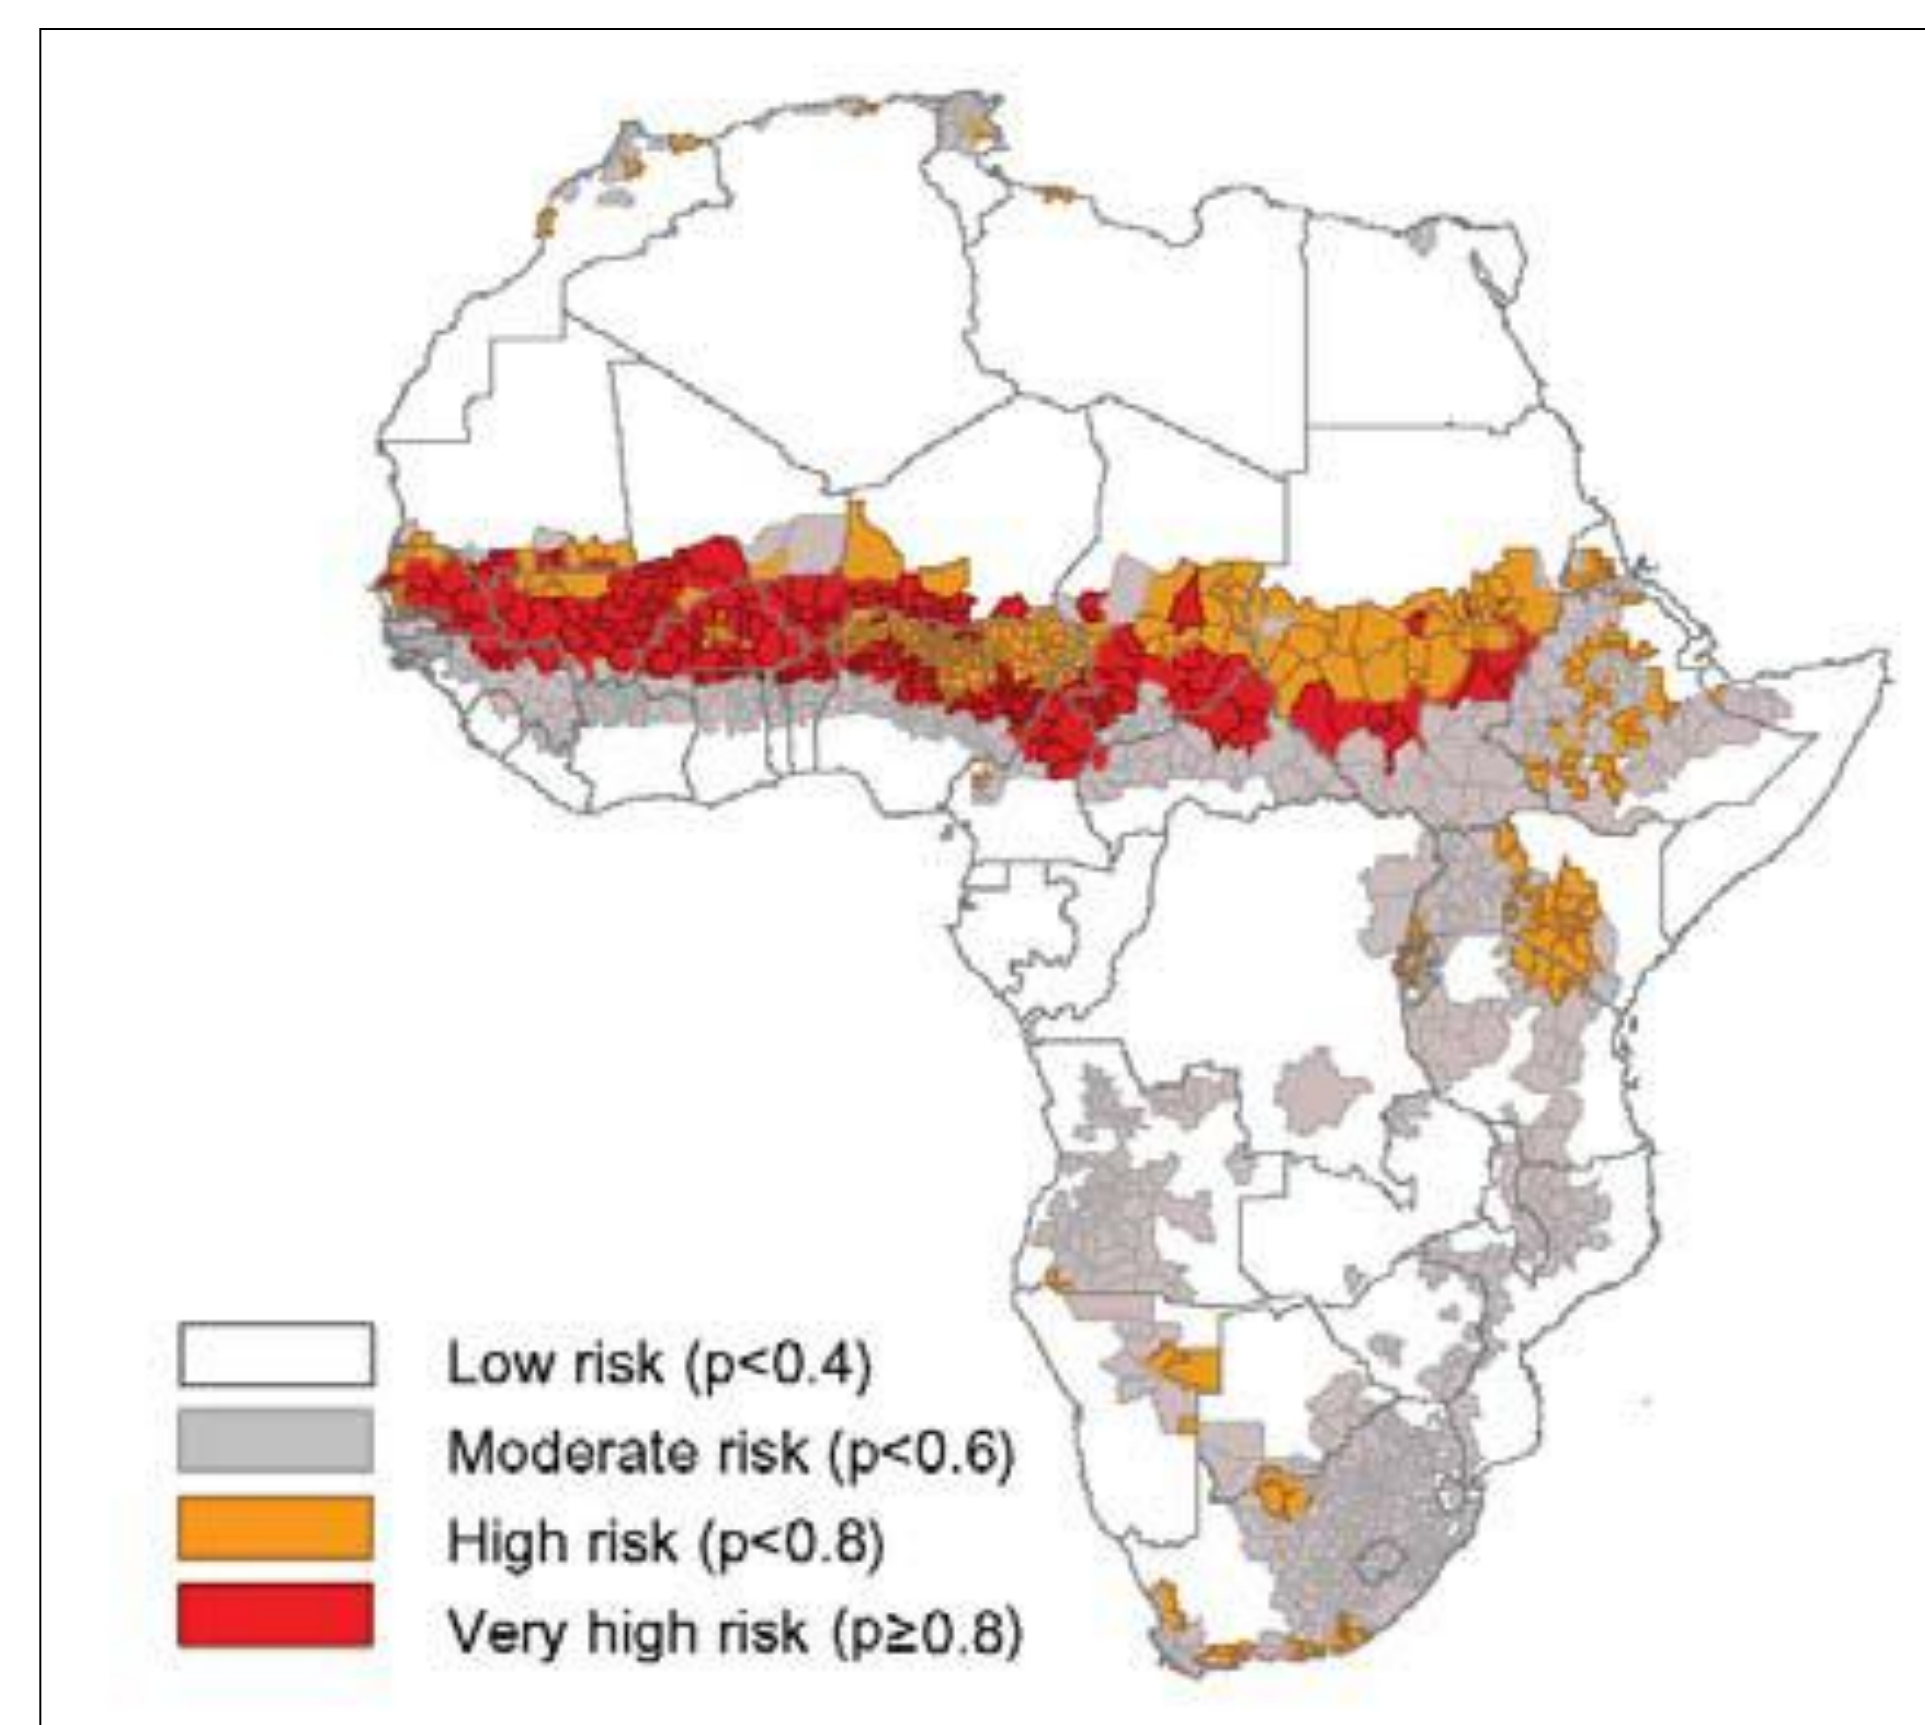 Low risk (p<0.4)
Moderate risk (p<0.6)
High risk (p<0.8)
Very high risk (p≥0.8)